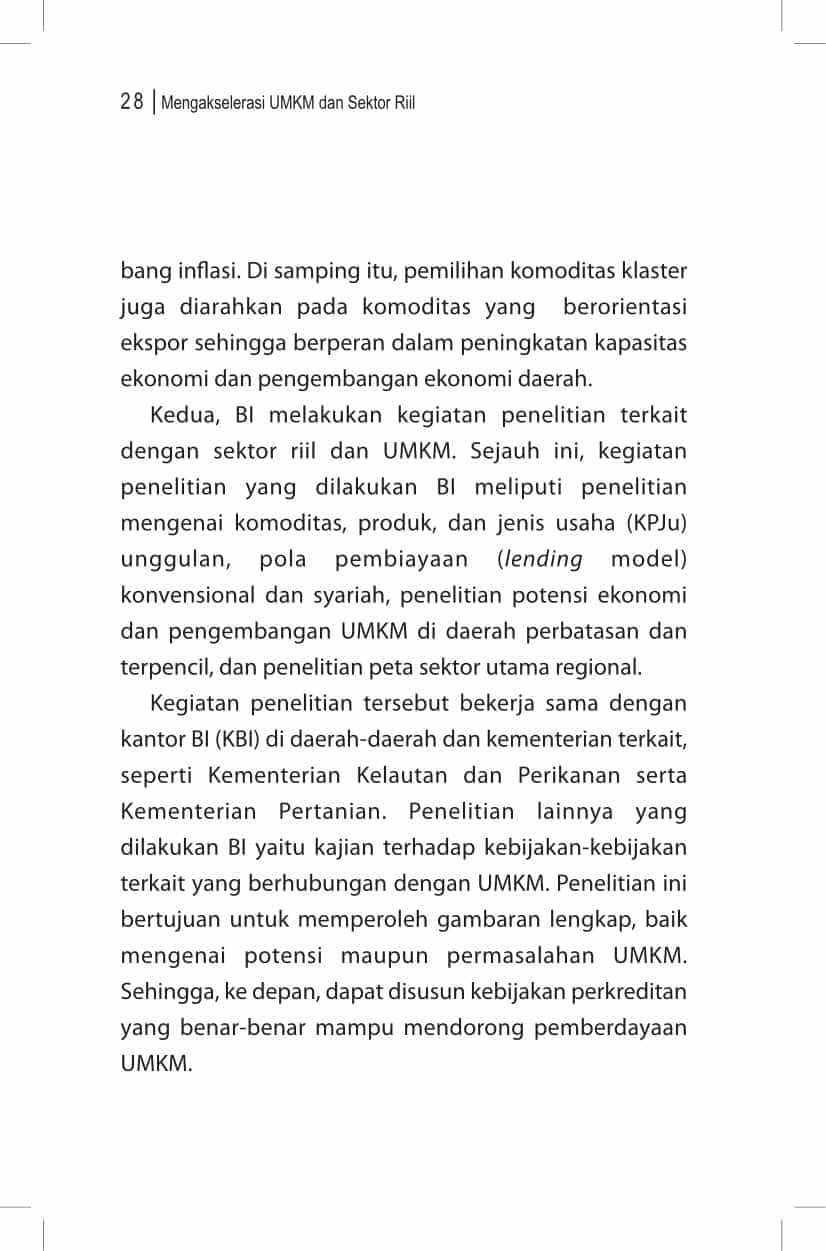 28 | Mengakselerasi UMKM dan Sektor Riil
bang inflasi. Di samping itu, pemilihan komoditas klaster
juga diarahkan pada komoditas yang berorientasi
ekspor sehingga berperan dalam peningkatan kapasitas
ekonomi dan pengembangan ekonomi daerah.
Kedua, BI melakukan kegiatan penelitian terkait
dengan sektor riil dan UMKM. Sejauh ini, kegiatan
penelitian yang dilakukan BI meliputi penelitian
mengenai komoditas, produk, dan jenis usaha (KPJu)
unggulan, pola pembiayaan (lending model)
konvensional dan syariah, penelitian potensi ekonomi
dan pengembangan UMKM di daerah perbatasan dan
terpencil, dan penelitian peta sektor utama regional.
Kegiatan penelitian tersebut bekerja sama dengan
kantor BI (KBI) di daerah-daerah dan kementerian terkait,
seperti Kementerian Kelautan dan Perikanan serta
Kementerian Pertanian. Penelitian lainnya yang
dilakukan BI yaitu kajian terhadap kebijakan-kebijakan
terkait yang berhubungan dengan UMKM. Penelitian ini
bertujuan untuk memperoleh gambaran lengkap, baik
mengenai potensi maupun permasalahan UMKM.
Sehingga, ke depan, dapat disusun kebijakan perkreditan
yang benar-benar mampu mendorong pemberdayaan
UMKM.